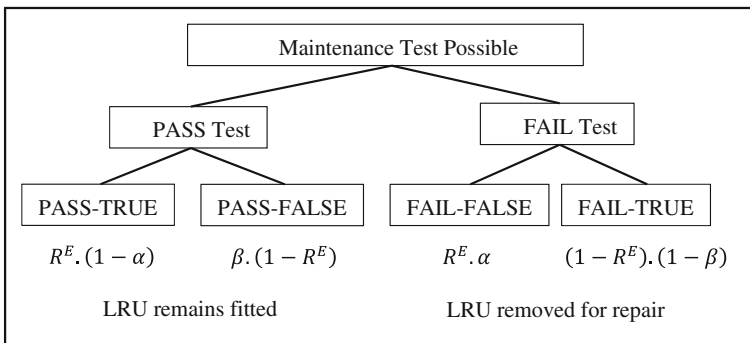 Maintenance Test Possible
PASS Test
FAIL Test
PASS-TRUE
PASS-FALSE
FAIL-FALSE
FAIL-TRUE
R^E.(1 − α)
β.(1 − R^E)
R^E.α
(1 − R^E).(1 − β)
LRU remains fitted
LRU removed for repair